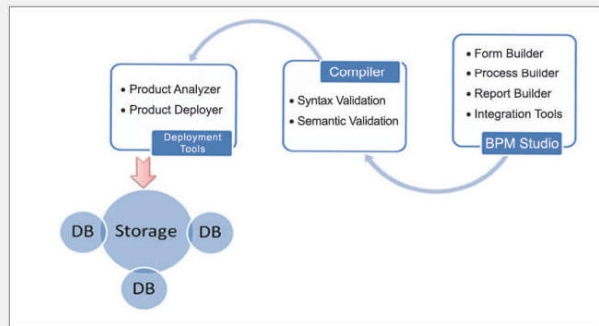 Product Analyzer
Product Deployer
Deployment
Tools
Compiler
Syntax Validation
Semantic Validation
Form Builder
Process Builder
Report Builder
Integration Tools
BPM Studio
DB
Storage
DB
DB